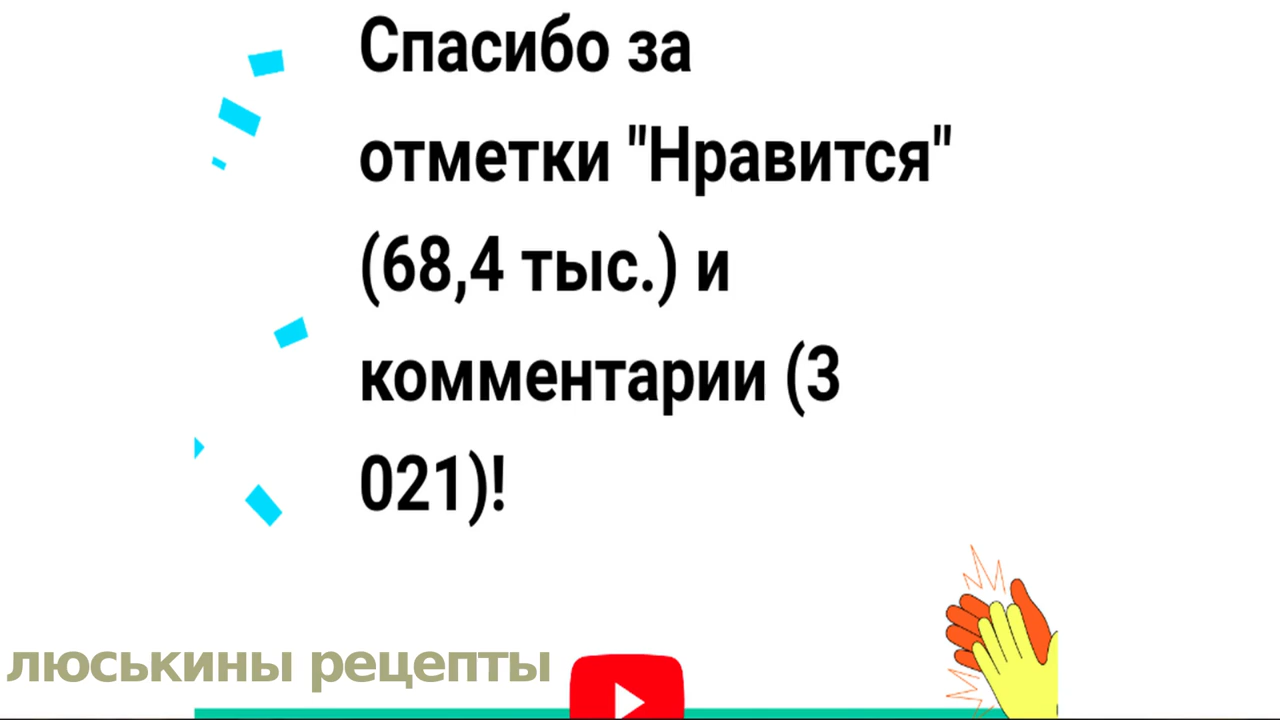 Спасибо за
отметки "Нравится"
(68,4 тыс.) и
комментарии (3
021)!
люськины рецепты